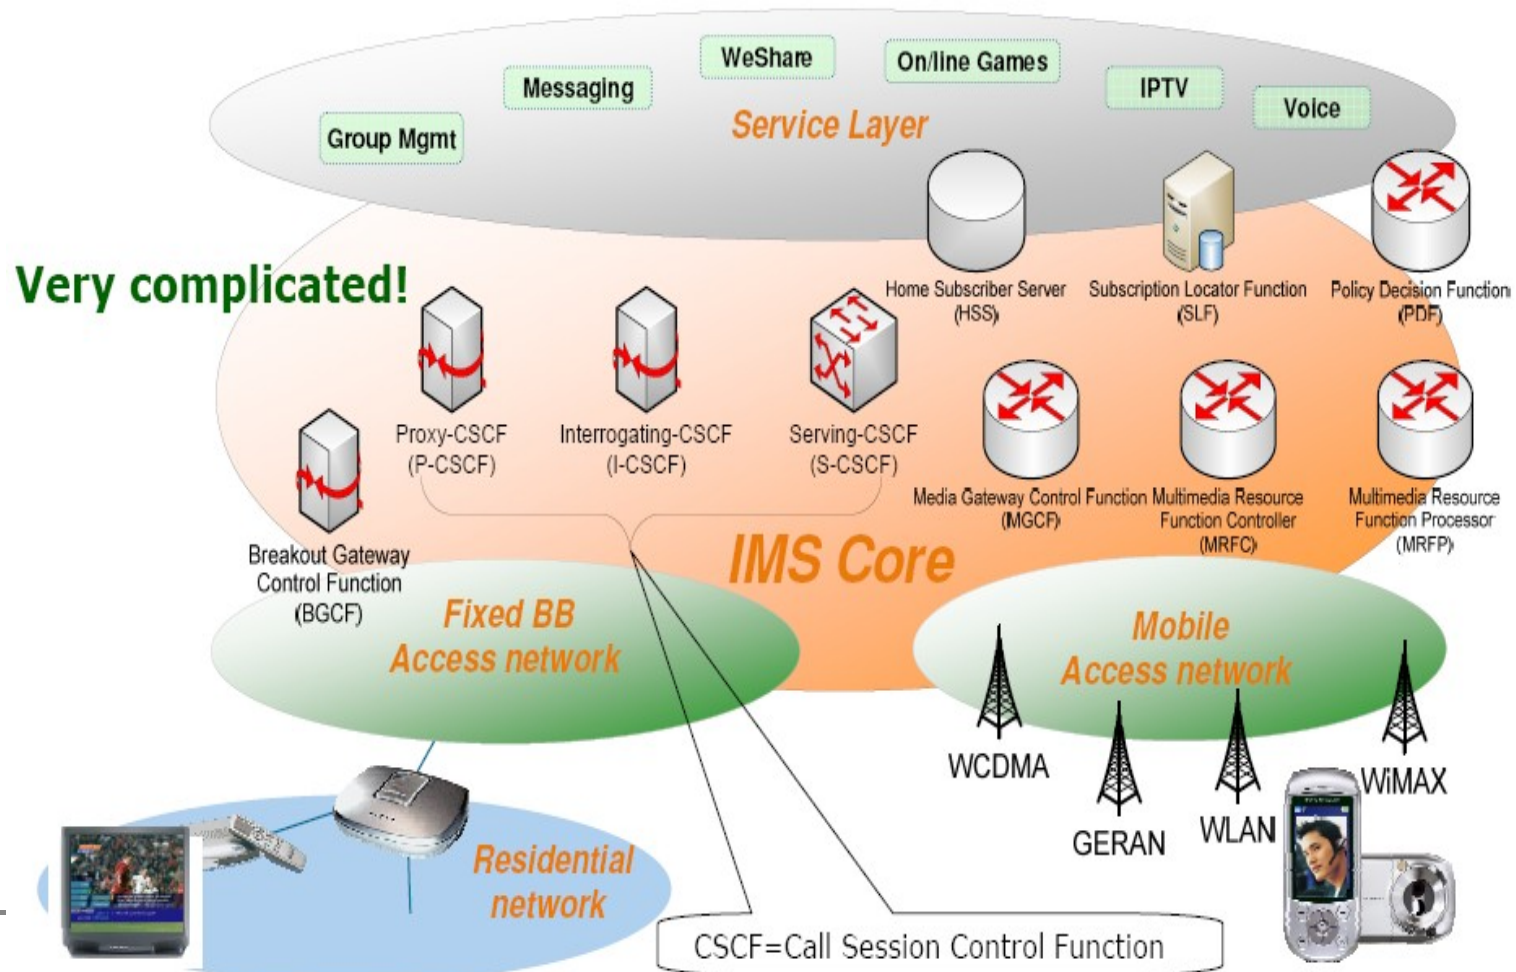 WeShare
On/line Games
Messaging
IPTV
Voice
Group Mgmt
Service Layer
Very complicated!
Home Subscriber Server
(HSS)
Subscription Locator Function
(SLF)
Policy Decision Function
(PDF)
Proxy-CSCF
(P-CSCF)
Interrogating-CSCF
(I-CSCF)
Serving-CSCF
(S-CSCF)
Media Gateway Control Function
(MGCF)
Multimedia Resource
Function Controller
(MRFC)
Multimedia Resource
Function Processor
(MRFP)
Breakout Gateway
Control Function
(BGCF)
IMS Core
Fixed BB
Access network
Mobile
Access network
WCDMA
GERAN
WLAN
WiMAX
Residential
network
CSCF=Call Session Control Function